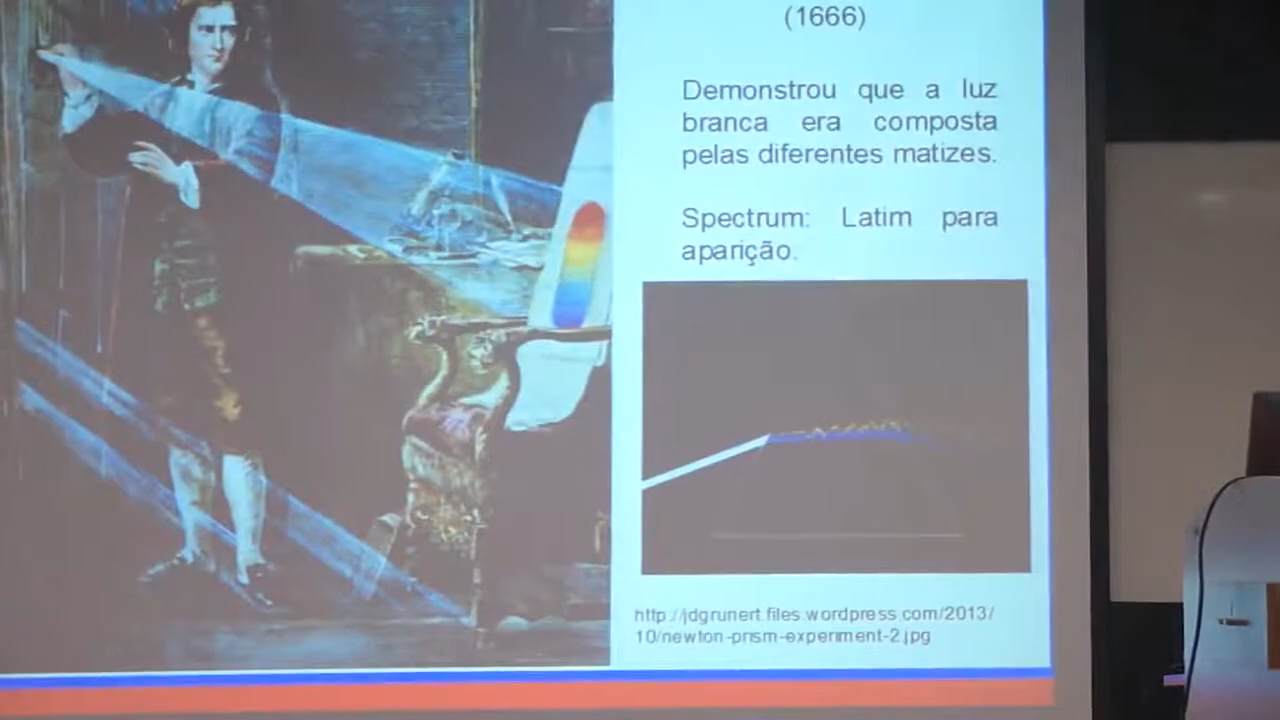 (1666)
Demonstrou que a luz
branca era composta
pelas diferentes matizes.
Spectrum: Latim para
aparição.
http://jdgrunert.files.wordpress.com/2013/
10/newton-prism-experiment-2.jpg